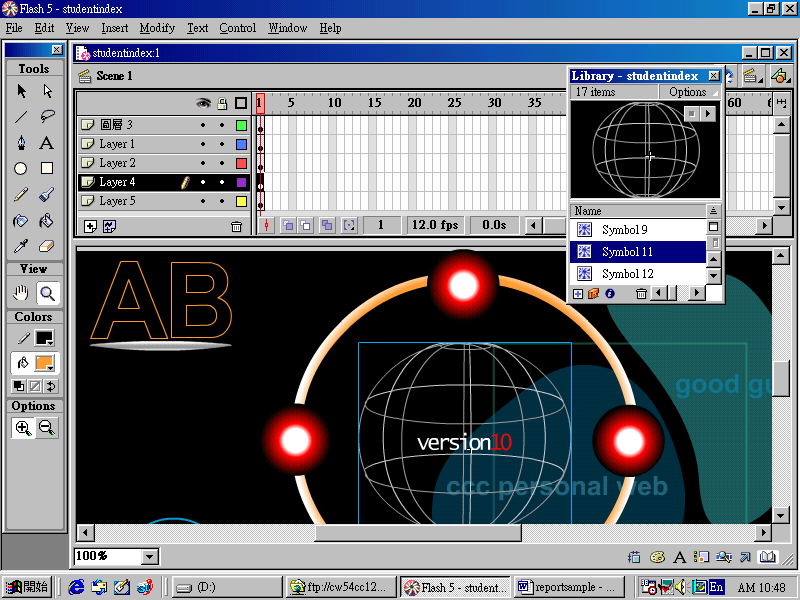 Flash 5 - studentindex
File Edit View Insert Modify Text Control Window Help
Tools
studentindex:1
Scene 1
Library - studentindex
17 items Options
1 5 10 15 20 25 30 35 60
圖層 3
Layer 1
Layer 2
Layer 4
Layer 5
1 12.0 fps 0.0s
Name
Symbol 9
Symbol 11
Symbol 12
View
Colors
Options
AB
good gu
version10
ccc personal web
100%
開始
(D:)
ftp://cw54cc12...
Flash 5 - student...
reportsample - ...
En
AM 10:48